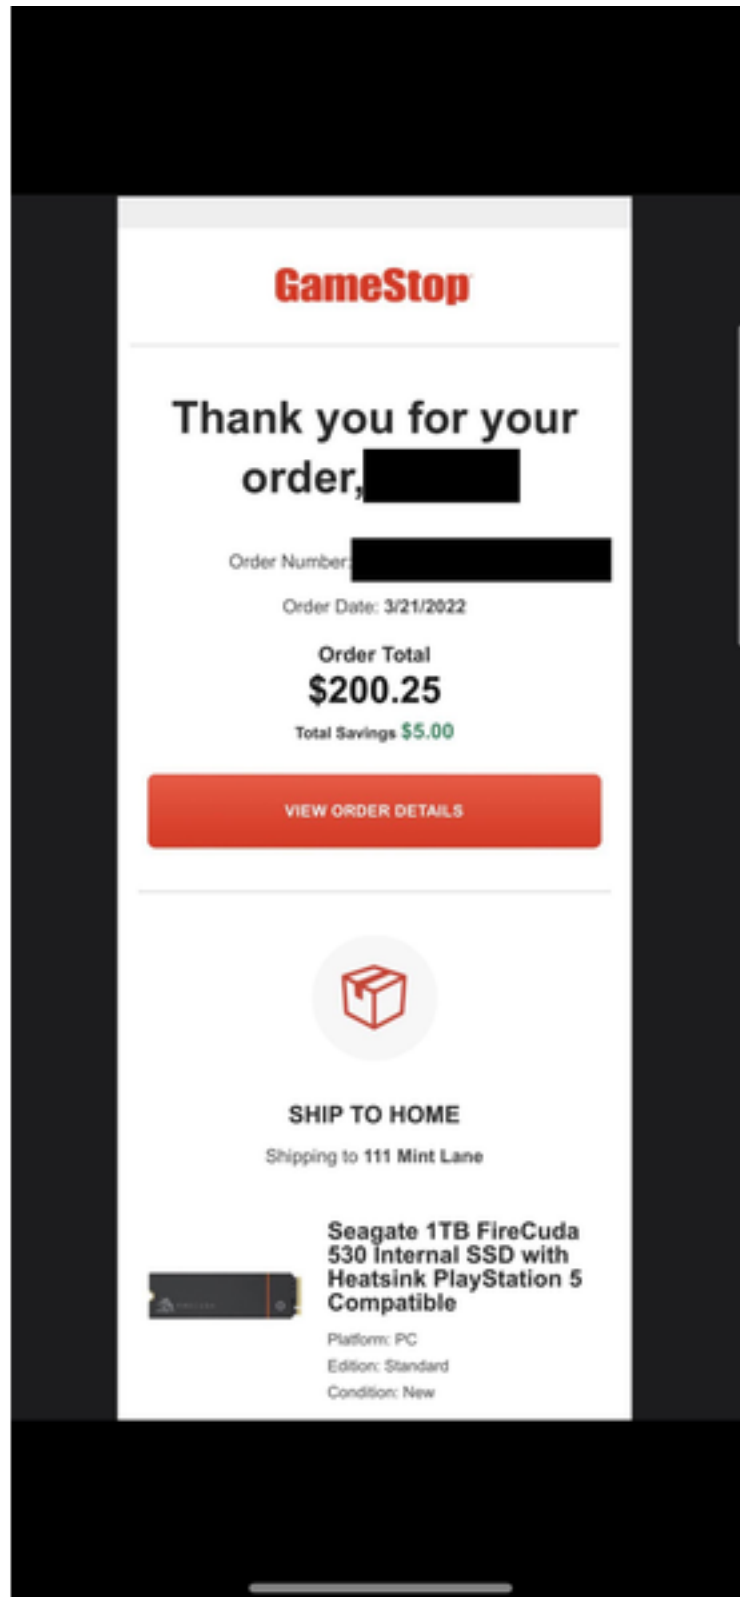 GameStop
Thank you for your
order,
Order Number:
Order Date: 3/21/2022
Order Total
$200.25
Total Savings $5.00
VIEW ORDER DETAILS
SHIP TO HOME
Shipping to 111 Mint Lane
Seagate 1TB FireCuda
530 Internal SSD with
Heatsink PlayStation 5
Compatible
Platform: PC
Edition: Standard
Condition: New